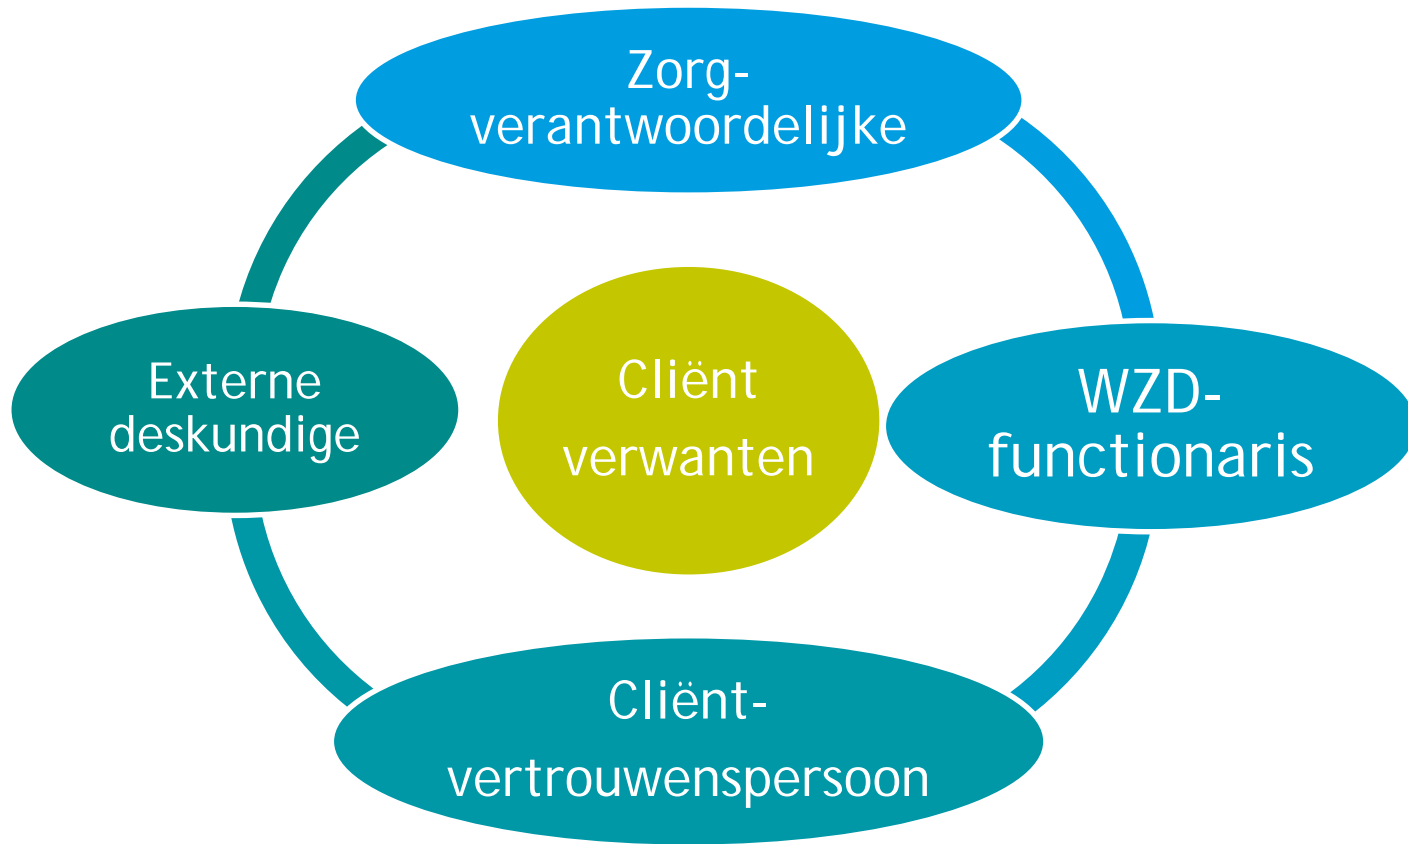 Zorg-
verantwoordelijke
Externe
deskundige
Cliënt
verwanten
WZD-
functionaris
Cliënt-
vertrouwenspersoon